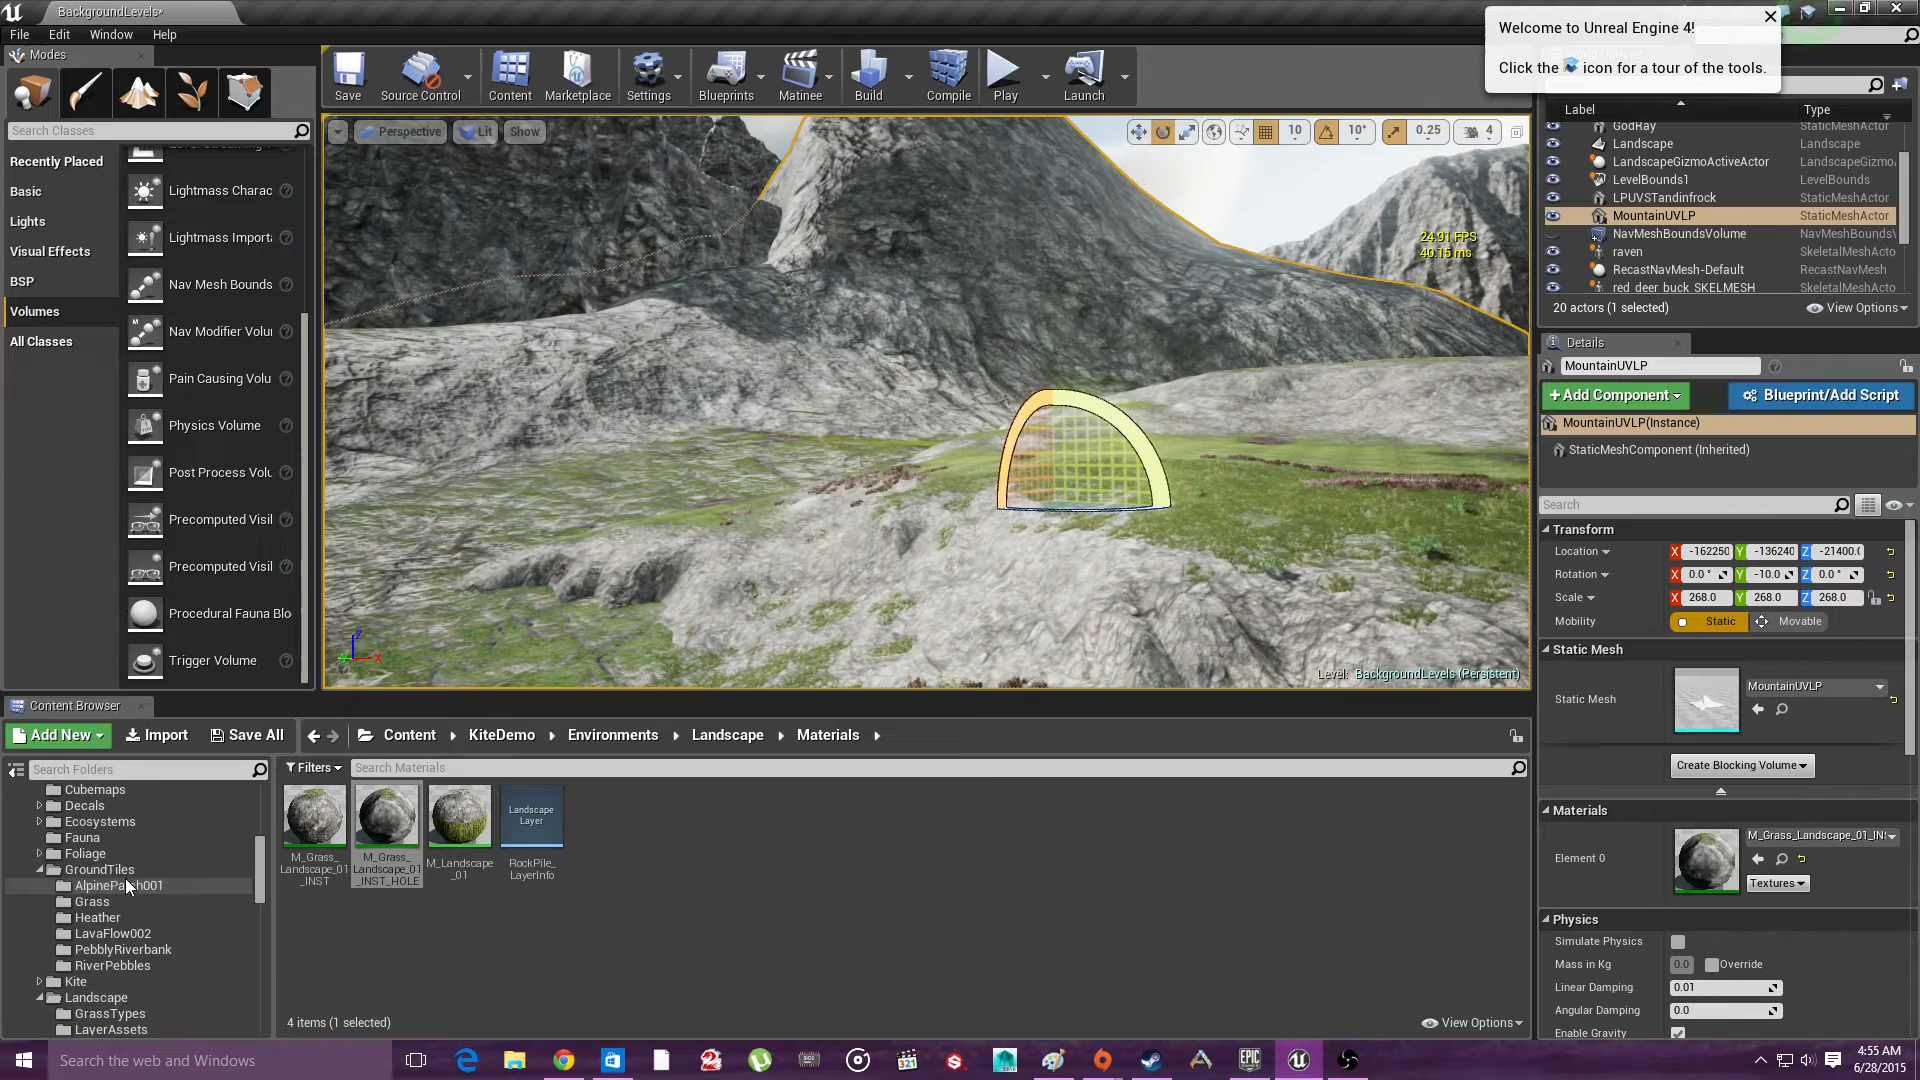 BackgroundLevels*
File Edit Window Help
Modes
Search Classes
Recently Placed
Basic
Lights
Visual Effects
BSP
Volumes
All Classes
Lightmass Charac
Lightmass Import
Nav Mesh Bounds
Nav Modifier Volu
Pain Causing Volu
Physics Volume
Post Process Volu
Precomputed Visil
Precomputed Visil
Procedural Fauna Blo
Trigger Volume
Save Source Control Content Marketplace Settings Blueprints Matinee Build Compile Play Launch
Perspective Lit Show
10 10° 0.25 4
24.91 FPS
40.15 ms
Level: BackgroundLevels (Persistent)
Welcome to Unreal Engine 4!
Click the icon for a tour of the tools.
Label Type
GodRay StaticMeshActor
Landscape Landscape
LandscapeGizmoActiveActor LandscapeGizmo
LevelBounds1 LevelBounds
LPUVSTandinfrock StaticMeshActor
MountainUVLP StaticMeshActor
NavMeshBoundsVolume NavMeshBoundsV
raven SkeletalMeshActo
RecastNavMesh-Default RecastNavMesh
red_deer_buck_SKELMESH SkeletalMeshActo
20 actors (1 selected) View Options
Details
MountainUVLP
+Add Component Blueprint/Add Script
MountainUVLP(Instance)
StaticMeshComponent (Inherited)
Search
Transform
Location X -162250 Y -136240 Z -21400.(
Rotation X 0.0 ° Y -10.0 Z 0.0 °
Scale X 268.0 Y 268.0 Z 268.0
Mobility Static Movable
Static Mesh
Static Mesh MountainUVLP
Create Blocking Volume
Materials
Element 0 M_Grass_Landscape_01_IN
Textures
Physics
Simulate Physics
Mass in Kg 0.0 Override
Linear Damping 0.01
Angular Damping 0.0
Enable Gravity
Content Browser
Add New Import Save All Content KiteDemo Environments Landscape Materials
Search Folders
Filters Search Materials
Cubemaps
Decals
Ecosystems
Fauna
Foliage
GroundTiles
Grass
Heather
LavaFlow002
PebblyRiverbank
RiverPebbles
Kite
Landscape
GrassTypes
LayerAssets
M_Grass_
Landscape_01
_INST
M_Grass_
Landscape_01
_INST_HOLE
M_Landscape
_01
Landscape
Layer
RockPile_
LayerInfo
4 items (1 selected) View Options
Search the web and Windows
4:55 AM
6/28/2015